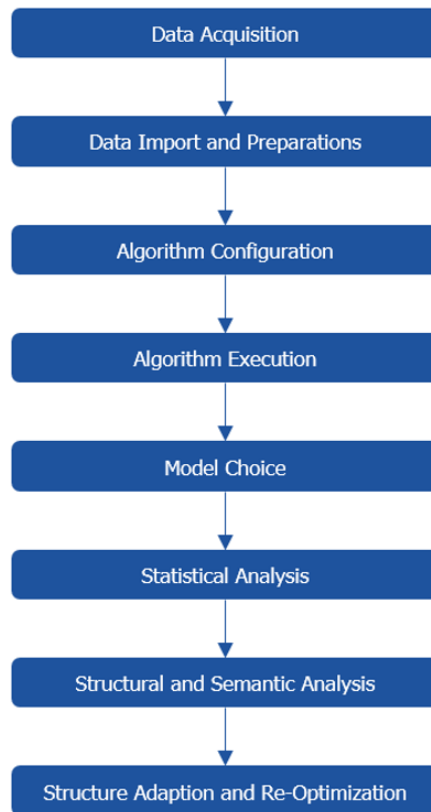 Data Acquisition
Data Import and Preparations
Algorithm Configuration
Algorithm Execution
Model Choice
Statistical Analysis
Structural and Semantic Analysis
Structure Adaption and Re-Optimization